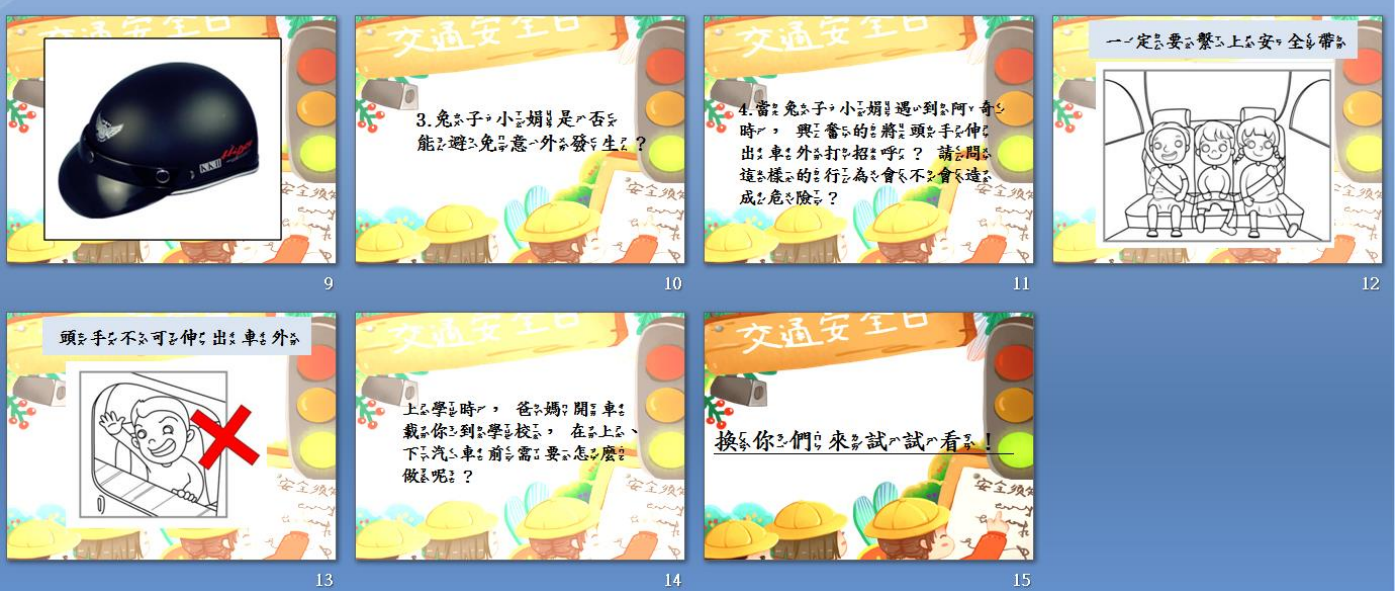 交通安全日
KKH
9
交通安全日
3.兔子小娟是否
能避免意外發生?
10
交通安全日
4.當兔子小娟遇到阿奇
時,興奮的將頭手伸
出車外打招呼?請問
這樣的行為會不會造
成危險?
11
一定要繫上安全帶
12
頭手不可伸出車外
13
交通安全日
上學時,爸媽開車
載你到學校,在上、
下汽車前需要怎麼
做呢?
14
交通安全日
換你們來試試看!
15